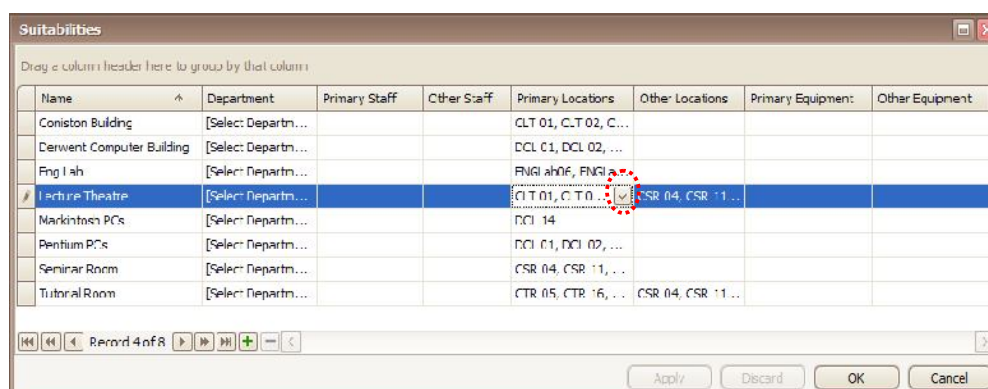 Suitabilities
Drag a column header here to group by that column
Name Department Primary Staff Other Staff Primary Locations Other Locations Primary Equipment Other Equipment
Coniston Building [Select Departm... CLT 01, CLT 02, C...
Derwent Computer Building [Select Departm... DCL 01, DCL 02, ...
Eng Lab [Select Departm... ENGLab06, ENGLa...
Lecture Theatre [Select Departm... CLT 01, CLT 0... CSR 04, CSR 11...
Mackintosh PCs [Select Departm... DCL 14
Pentium PCs [Select Departm... DCL 01, DCL 02, ...
Seminar Room [Select Departm... CSR 04, CSR 11, ...
Tutorial Room [Select Departm... CTR 05, CTR 16, ... CSR 04, CSR 11...
Record 4 of 8
Apply Discard OK Cancel